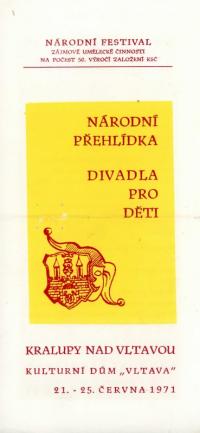 NÁRODNÍ FESTIVAL
ZÁJMOVÉ UMĚLECKÉ ČINNOSTI
NA POČEST 50. VÝROČÍ ZALOŽENÍ KSČ
NÁRODNÍ
PŘEHLÍDKA
DIVADLA
PRO
DĚTI
KRALUPY NAD VLTAVOU
KULTURNÍ DŮM „VLTAVA"
21. - 25. ČERVNA 1971